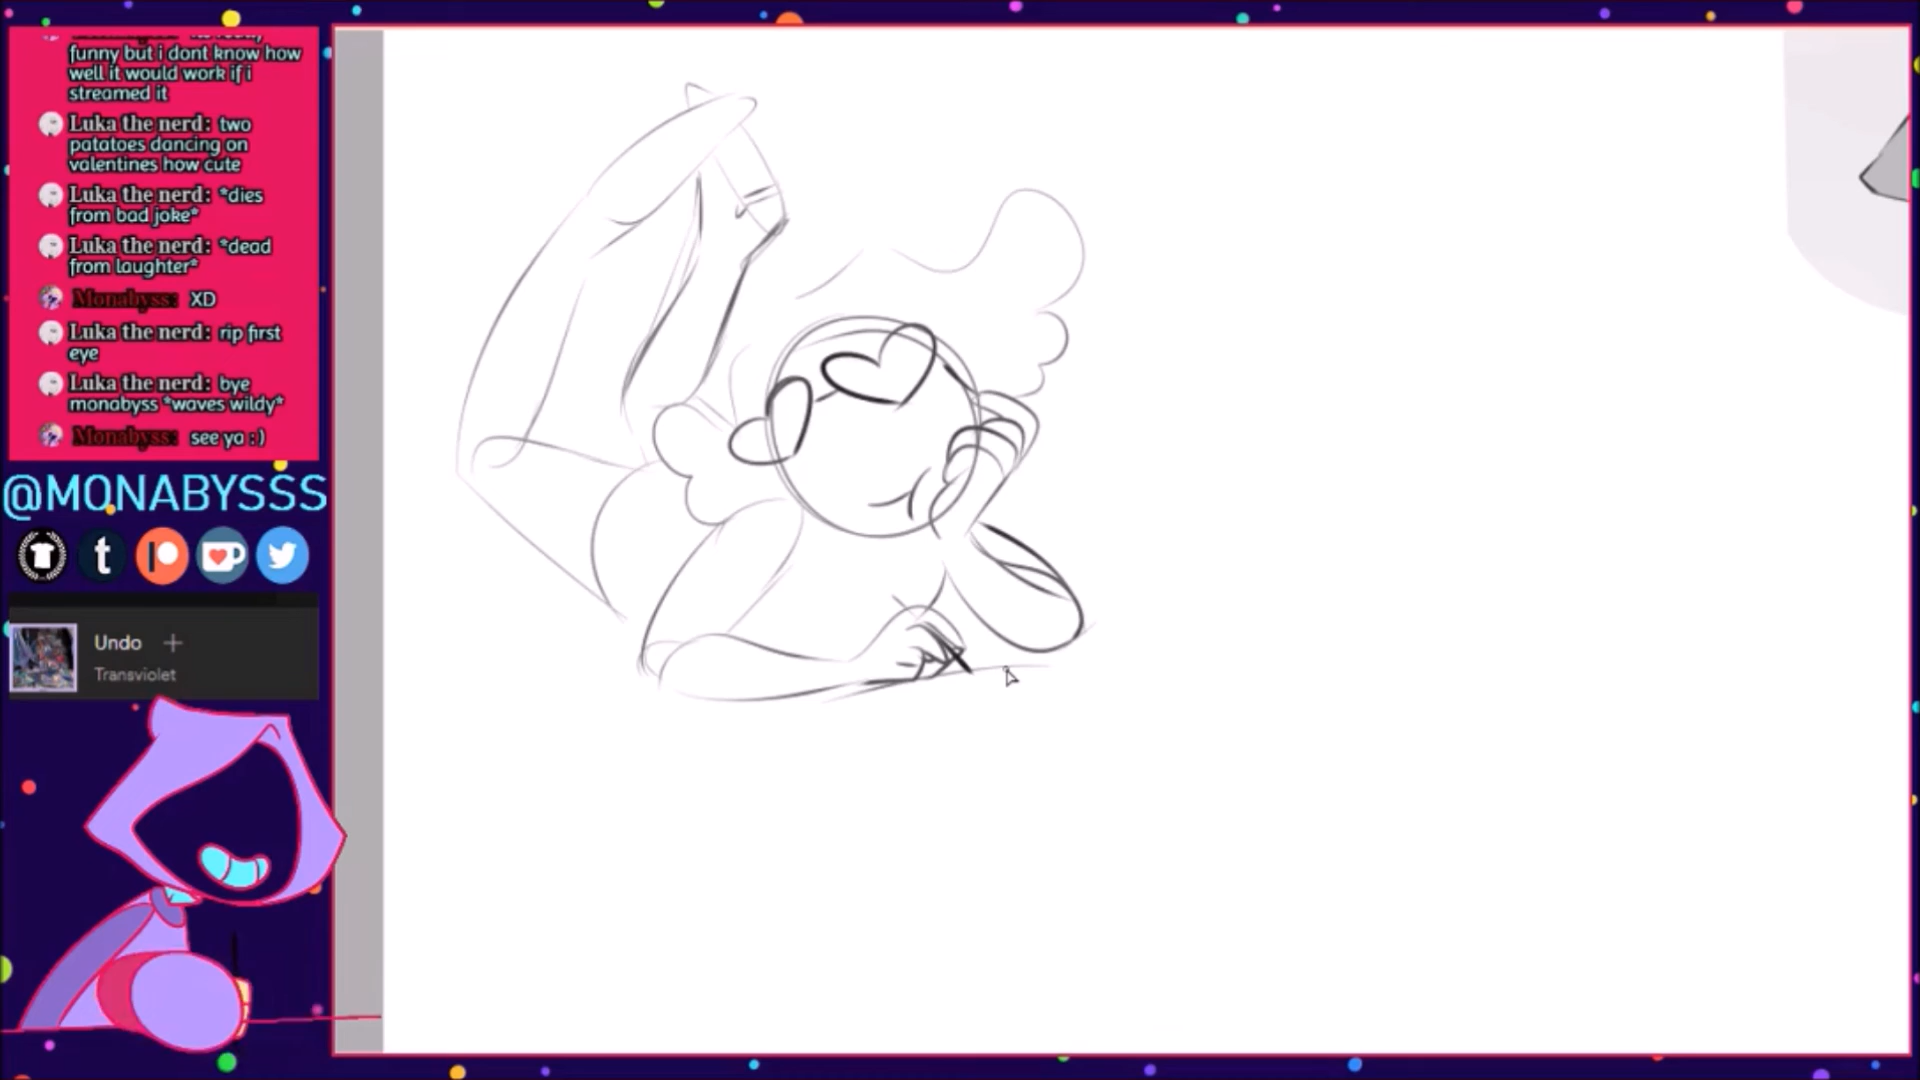 funny but i dont know how
well it would work if i
streamed it
Luka the nerd: two
patatoes dancing on
valentines how cute
Luka the nerd: *dies
from bad joke*
Luka the nerd: *dead
from laughter*
Monabyss: XD
Luka the nerd: rip first
eye
Luka the nerd: bye
monabyss *waves wildy*
Monabyss: see ya :)
@MONABYSSS
t
Undo +
Transviolet